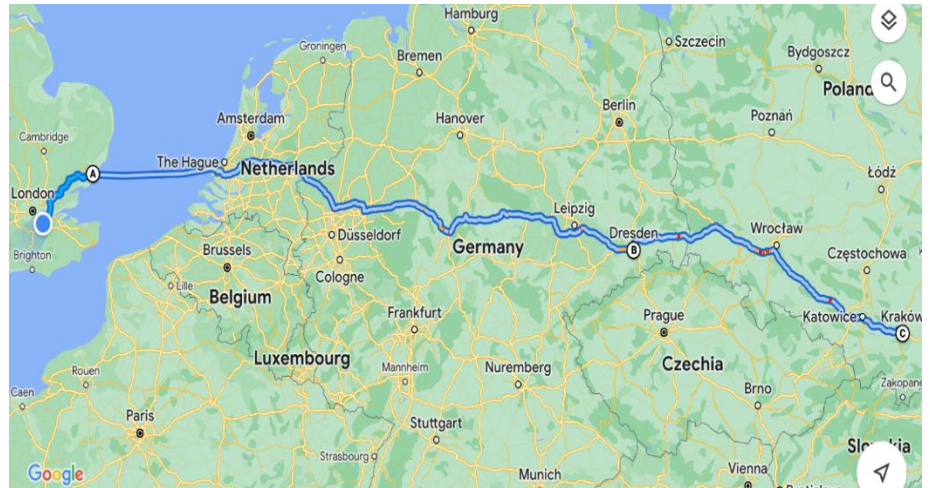 Hamburg
Groningen
Szczecin
Bremen
Bydgoszcz
Poland
Berlin
Amsterdam
Hanover
Poznań
Cambridge
The Hague
Netherlands
A
Łódź
London
Leipzig
Düsseldorf
Dresden
B
Wrocław
Brighton
Brussels
Germany
Częstochowa
Cologne
Lille
Belgium
Frankfurt
Prague
Katowice
Kraków
C
Luxembourg
Czechia
Rouen
Mannheim
Nuremberg
Zakopane
Caen
Brno
Paris
Stuttgart
Strasbourg
Vienna
Google
Munich